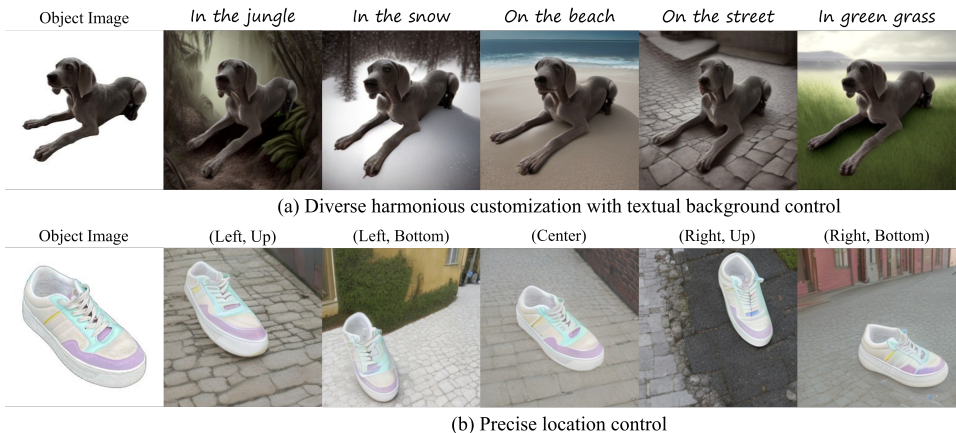 Object Image In the jungle In the snow On the beach On the street In green grass
(a) Diverse harmonious customization with textual background control
Object Image (Left, Up) (Left, Bottom) (Center) (Right, Up) (Right, Bottom)
(b) Precise location control